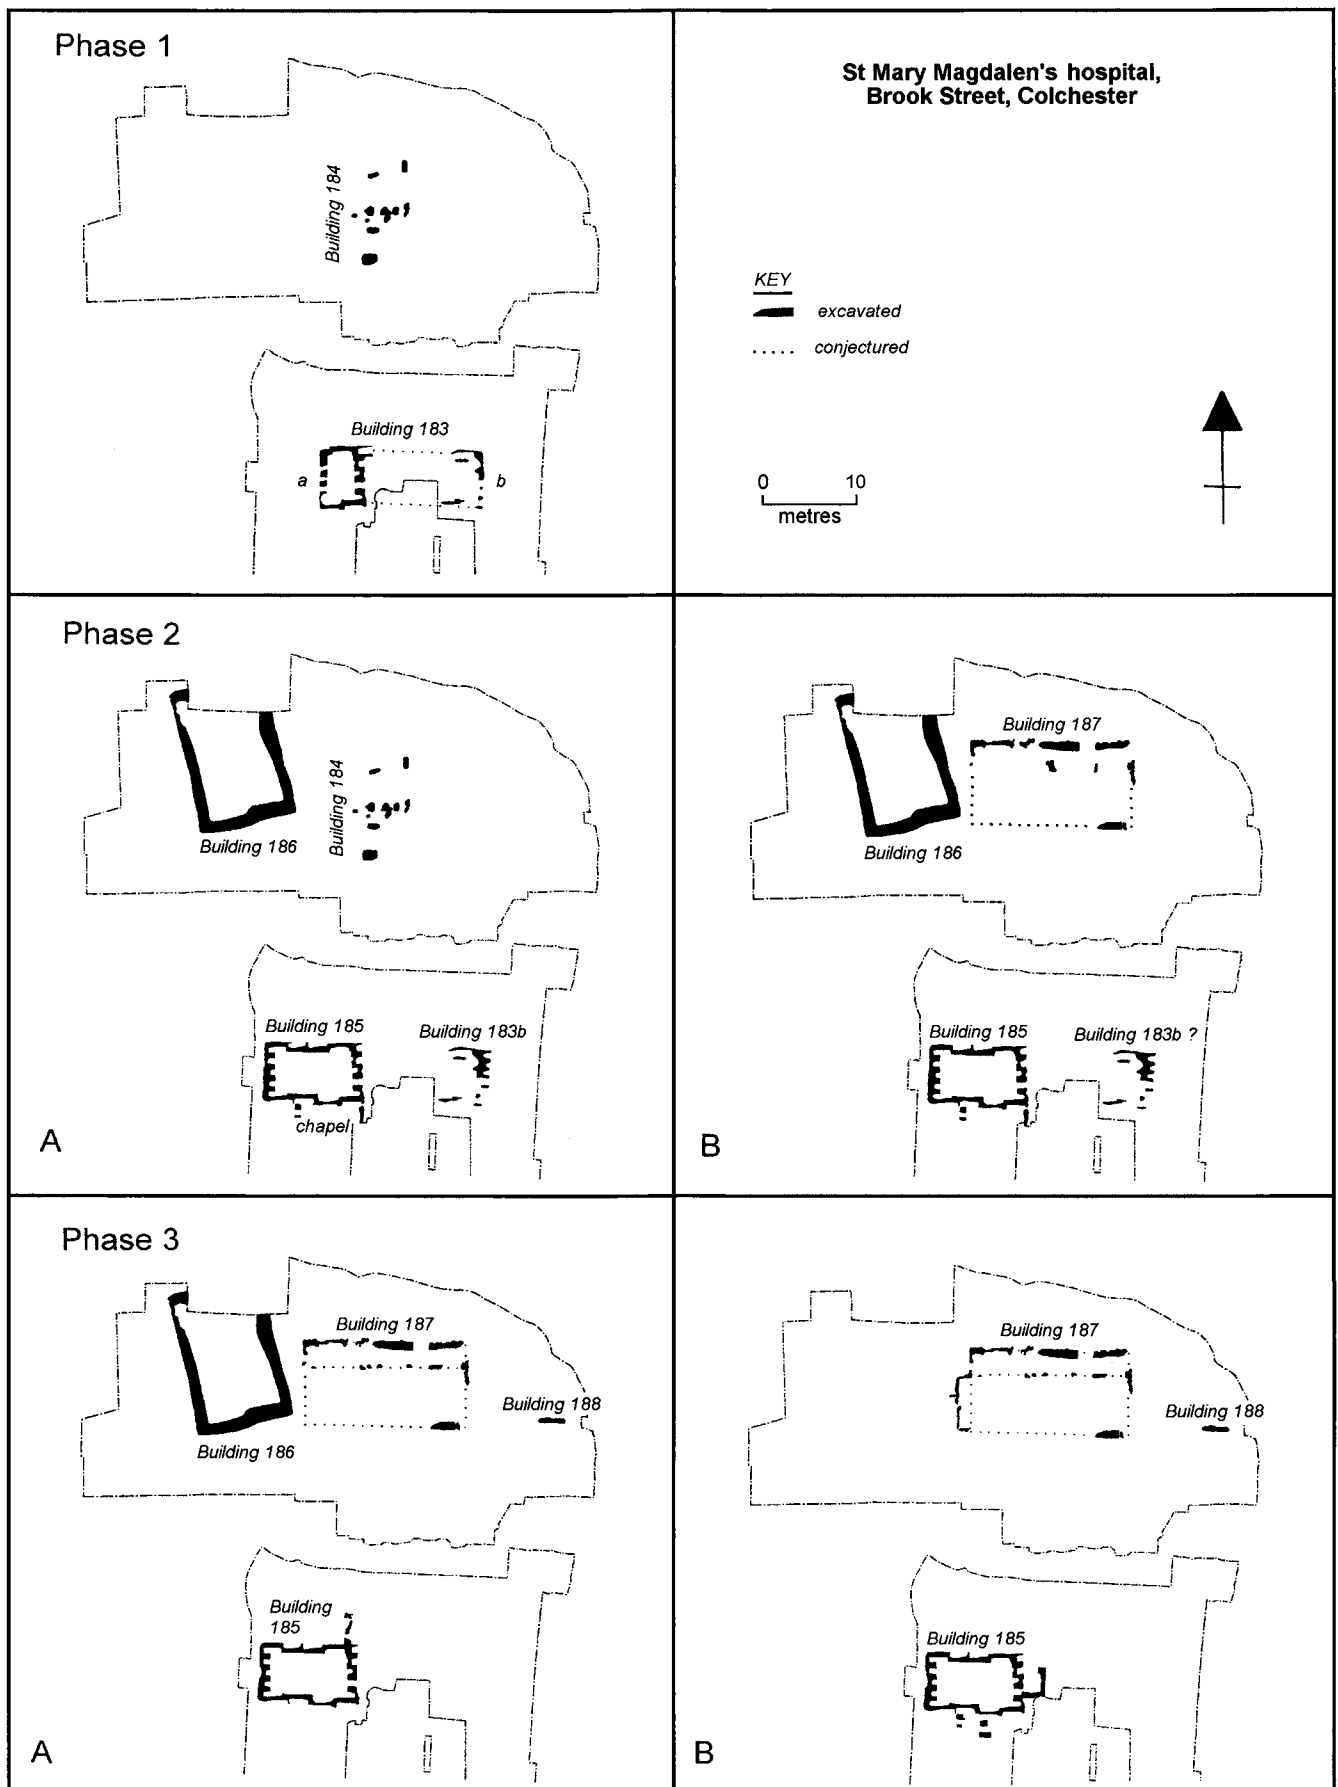 Phase 1
Building 184
Building 183
a
b
St Mary Magdalen's hospital,
Brook Street, Colchester
KEY
excavated
conjectured
0 10
metres
Phase 2
Building 184
Building 186
Building 185
Building 183b
chapel
A
Building 187
Building 186
Building 185
Building 183b ?
B
Phase 3
Building 187
Building 188
Building 186
Building
185
A
Building 187
Building 188
Building 185
B